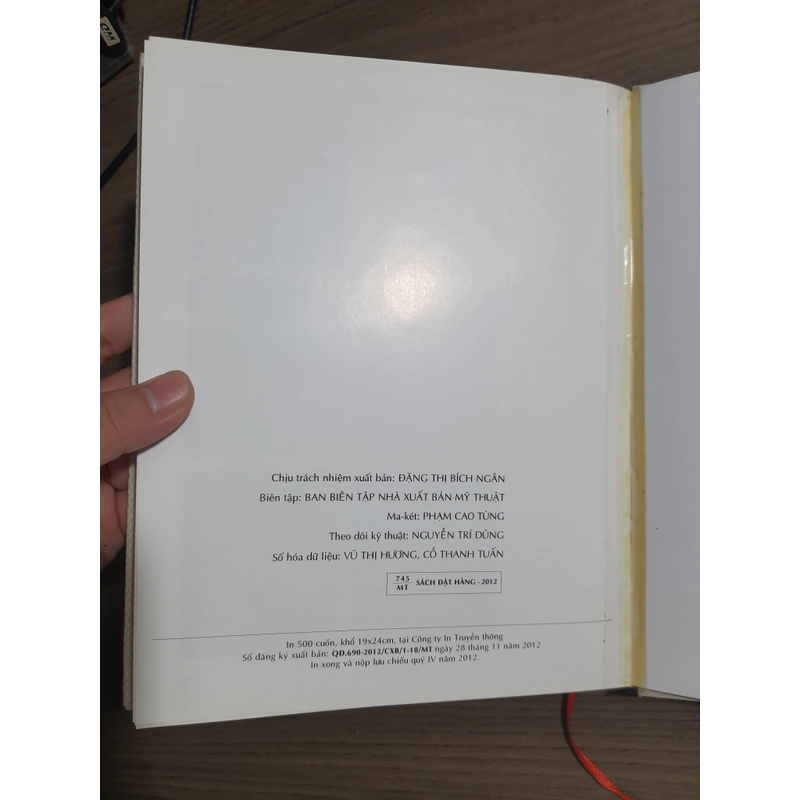 WD
Chịu trách nhiệm xuất bản: ĐẶNG THỊ BÍCH NGÂN
Biên tập: BAN BIÊN TẬP NHÀ XUẤT BẢN MỸ THUẬT
Ma-két: PHẠM CAO TÙNG
Theo dõi kỹ thuật: NGUYỄN TRÍ DŨNG
Số hóa dữ liệu: VŨ THỊ HƯƠNG, CỔ THANH TUẤN
745
MT
SÁCH ĐẶT HÀNG - 2012
In 500 cuốn, khổ 19x24cm, tại Công ty In Truyền thông
Số đăng ký xuất bản: QĐ.690-2012/CXB/1-18/MT ngày 28 tháng 11 năm 2012
In xong và nộp lưu chiểu quý IV năm 2012.